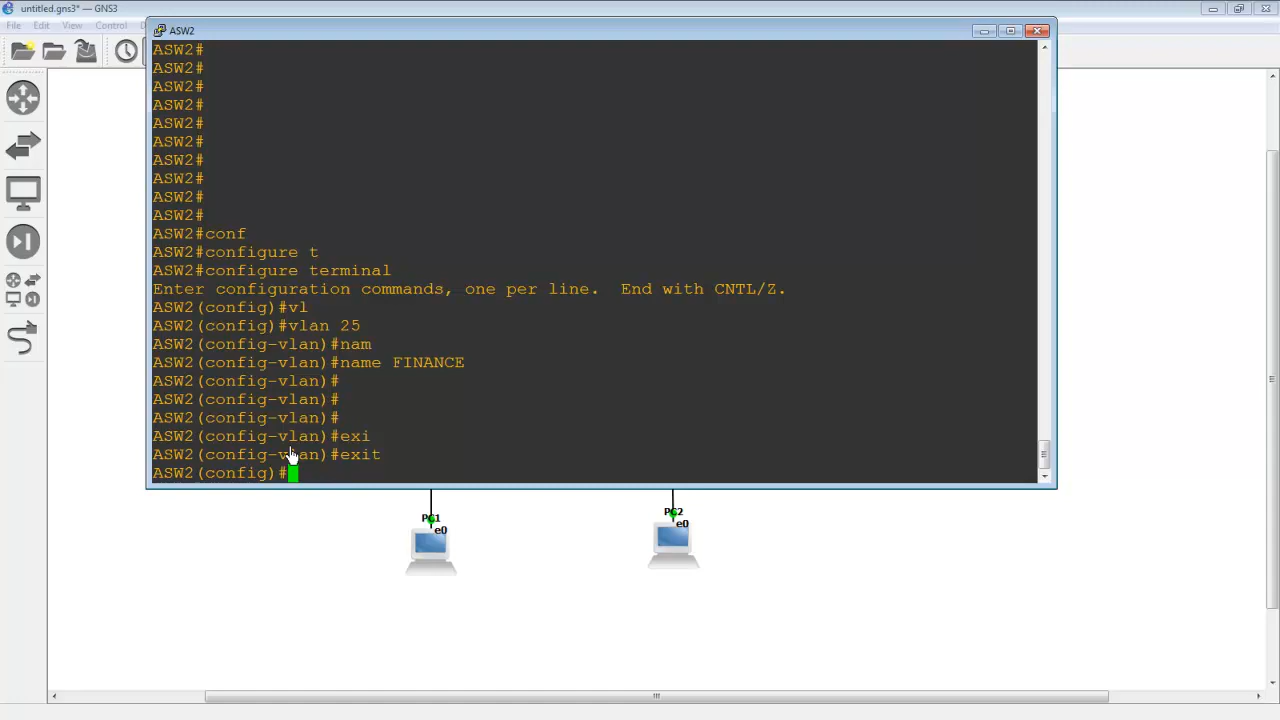 untitled.gns3* — GNS3
File Edit View Control
ASW2
ASW2#
ASW2#
ASW2#
ASW2#
ASW2#
ASW2#
ASW2#
ASW2#
ASW2#
ASW2#
ASW2#conf
ASW2#configure t
ASW2#configure terminal
Enter configuration commands, one per line.  End with CNTL/Z.
ASW2(config)#vl
ASW2(config)#vlan 25
ASW2(config-vlan)#nam
ASW2(config-vlan)#name FINANCE
ASW2(config-vlan)#
ASW2(config-vlan)#
ASW2(config-vlan)#
ASW2(config-vlan)#exi
ASW2(config-vlan)#exit
ASW2(config)#
PC1
e0
PC2
e0